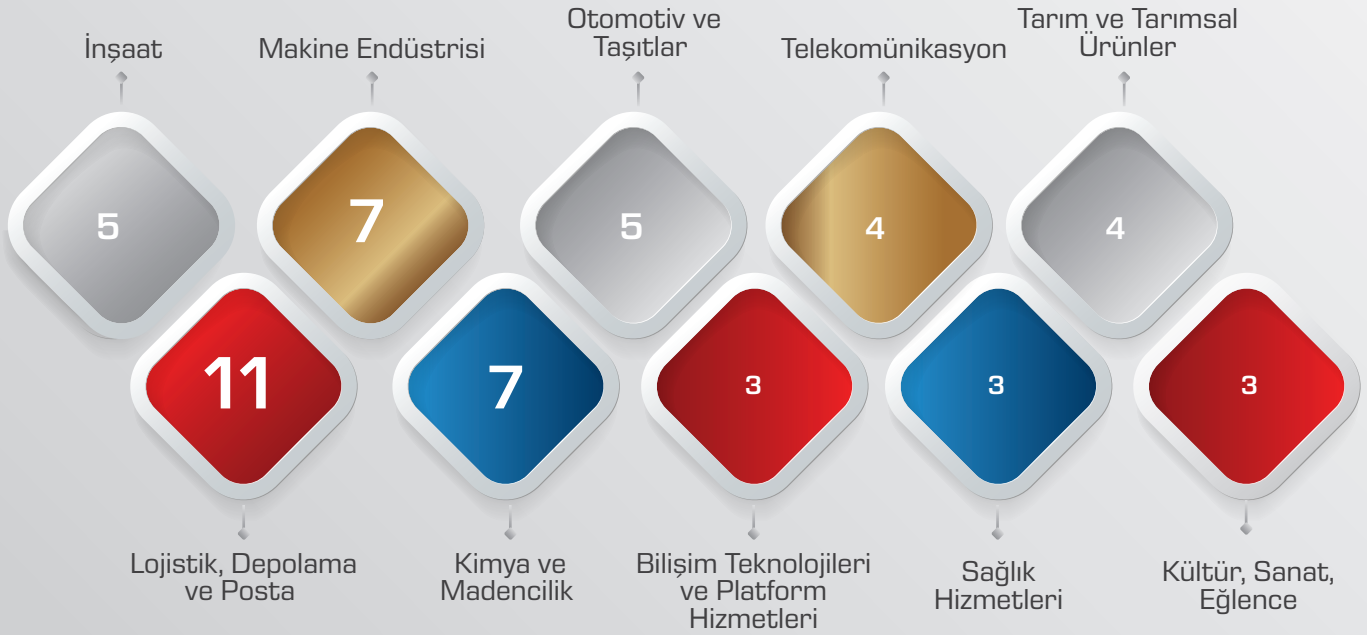 İnşaat
5
Makine Endüstrisi
7
Otomotiv ve
Taşıtlar
5
Telekomünikasyon
4
Tarım ve Tarımsal
Ürünler
4
11
Lojistik, Depolama
ve Posta
7
Kimya ve
Madencilik
3
Bilişim Teknolojileri
ve Platform
Hizmetleri
3
Sağlık
Hizmetleri
3
Kültür, Sanat,
Eğlence